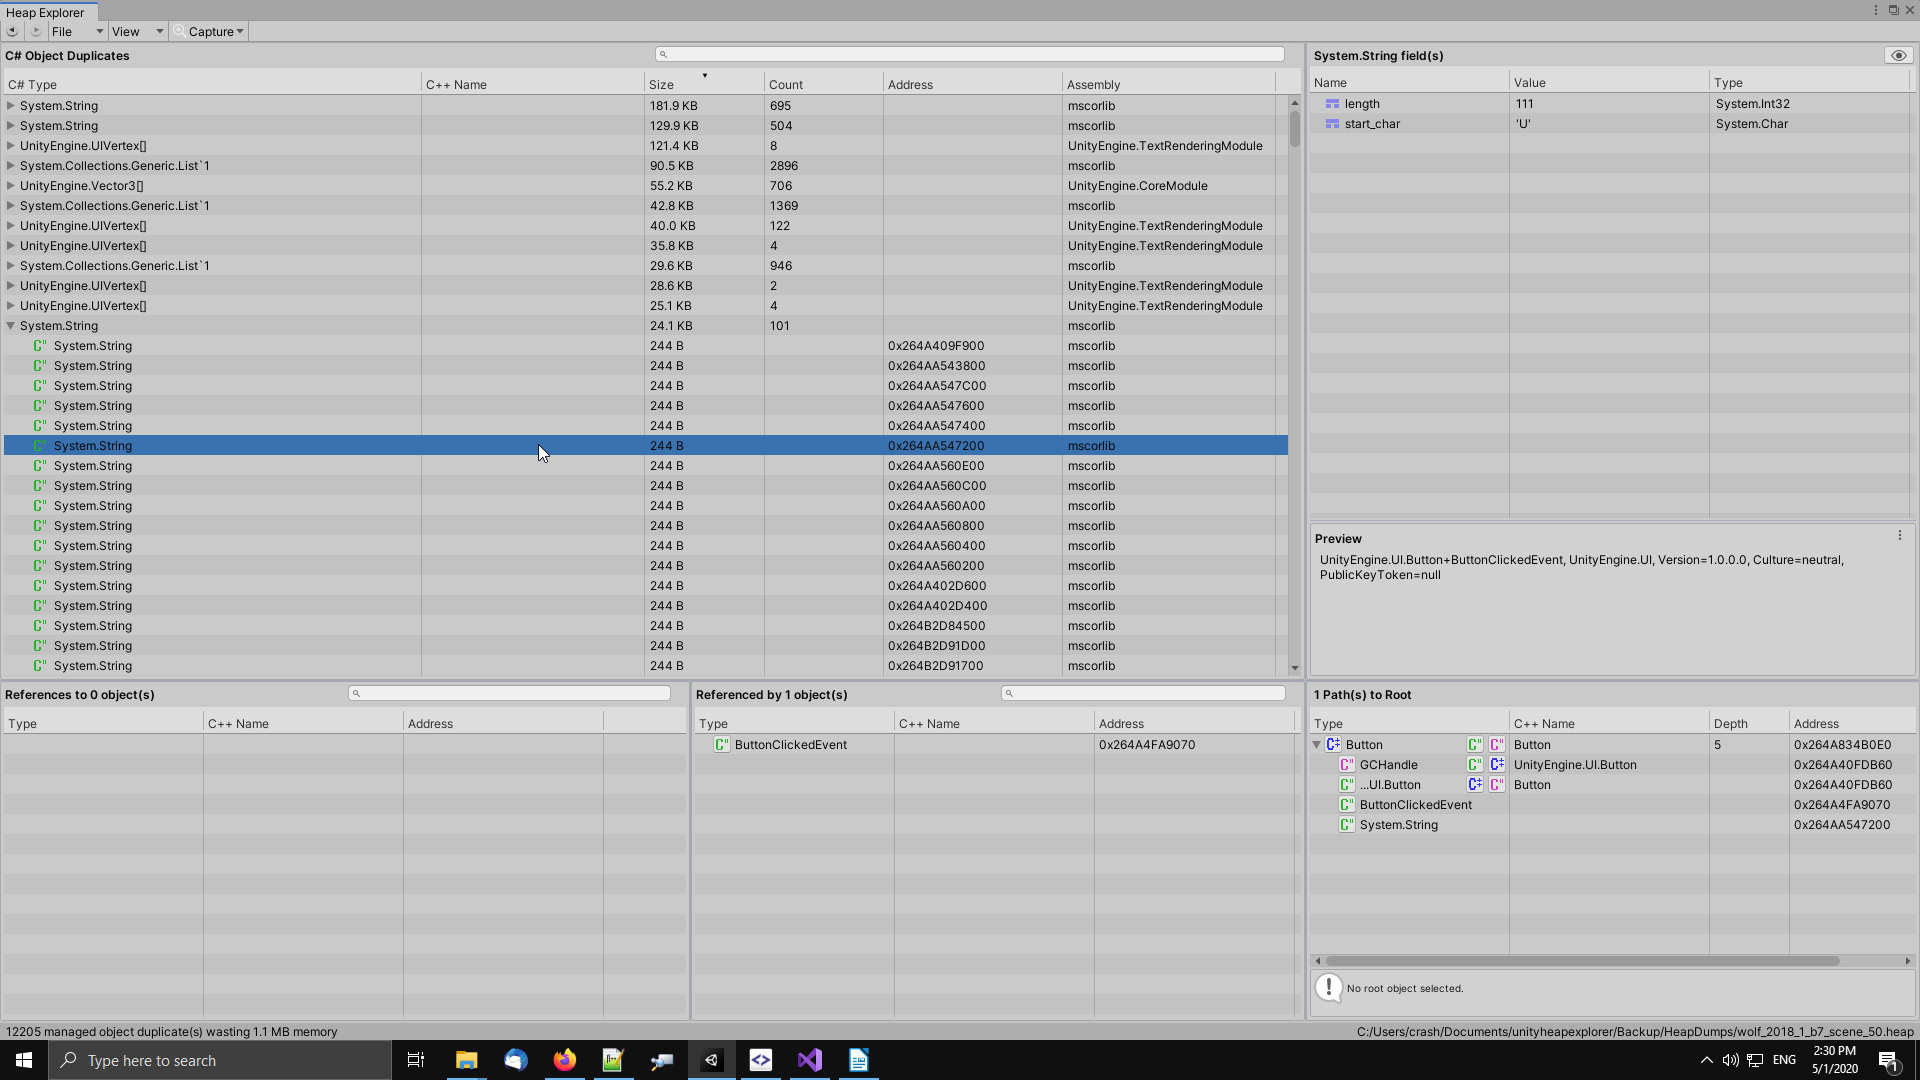 Heap Explorer
File View Capture
C# Object Duplicates
C# Type C++ Name Size Count Address Assembly
System.String 181.9 KB 695 mscorlib
System.String 129.9 KB 504 mscorlib
UnityEngine.UIVertex[] 121.4 KB 8 UnityEngine.TextRenderingModule
System.Collections.Generic.List`1 90.5 KB 2896 mscorlib
UnityEngine.Vector3[] 55.2 KB 706 UnityEngine.CoreModule
System.Collections.Generic.List`1 42.8 KB 1369 mscorlib
UnityEngine.UIVertex[] 40.0 KB 122 UnityEngine.TextRenderingModule
UnityEngine.UIVertex[] 35.8 KB 4 UnityEngine.TextRenderingModule
System.Collections.Generic.List`1 29.6 KB 946 mscorlib
UnityEngine.UIVertex[] 28.6 KB 2 UnityEngine.TextRenderingModule
UnityEngine.UIVertex[] 25.1 KB 4 UnityEngine.TextRenderingModule
System.String 24.1 KB 101 mscorlib
C# System.String 244 B 0x264A409F900 mscorlib
C# System.String 244 B 0x264AA543800 mscorlib
C# System.String 244 B 0x264AA547C00 mscorlib
C# System.String 244 B 0x264AA547600 mscorlib
C# System.String 244 B 0x264AA547400 mscorlib
C# System.String 244 B 0x264AA547200 mscorlib
C# System.String 244 B 0x264AA560E00 mscorlib
C# System.String 244 B 0x264AA560C00 mscorlib
C# System.String 244 B 0x264AA560A00 mscorlib
C# System.String 244 B 0x264AA560800 mscorlib
C# System.String 244 B 0x264AA560400 mscorlib
C# System.String 244 B 0x264AA560200 mscorlib
C# System.String 244 B 0x264A402D600 mscorlib
C# System.String 244 B 0x264A402D400 mscorlib
C# System.String 244 B 0x264B2D84500 mscorlib
C# System.String 244 B 0x264B2D91D00 mscorlib
C# System.String 244 B 0x264B2D91700 mscorlib
System.String field(s)
Name Value Type
length 111 System.Int32
start_char 'U' System.Char
Preview
UnityEngine.UI.Button+ButtonClickedEvent, UnityEngine.UI, Version=1.0.0.0, Culture=neutral,
PublicKeyToken=null
References to 0 object(s)
Type C++ Name Address
Referenced by 1 object(s)
Type C++ Name Address
C# ButtonClickedEvent 0x264A4FA9070
1 Path(s) to Root
Type C++ Name Depth Address
Button Button 5 0x264A834B0E0
GCHandle UnityEngine.UI.Button 0x264A40FDB60
...UI.Button Button 0x264A40FDB60
ButtonClickedEvent 0x264A4FA9070
System.String 0x264AA547200
No root object selected.
12205 managed object duplicate(s) wasting 1.1 MB memory
C:/Users/crash/Documents/unityheapexplorer/Backup/HeapDumps/wolf_2018_1_b7_scene_50.heap
Type here to search
ENG
2:30 PM
5/1/2020
1